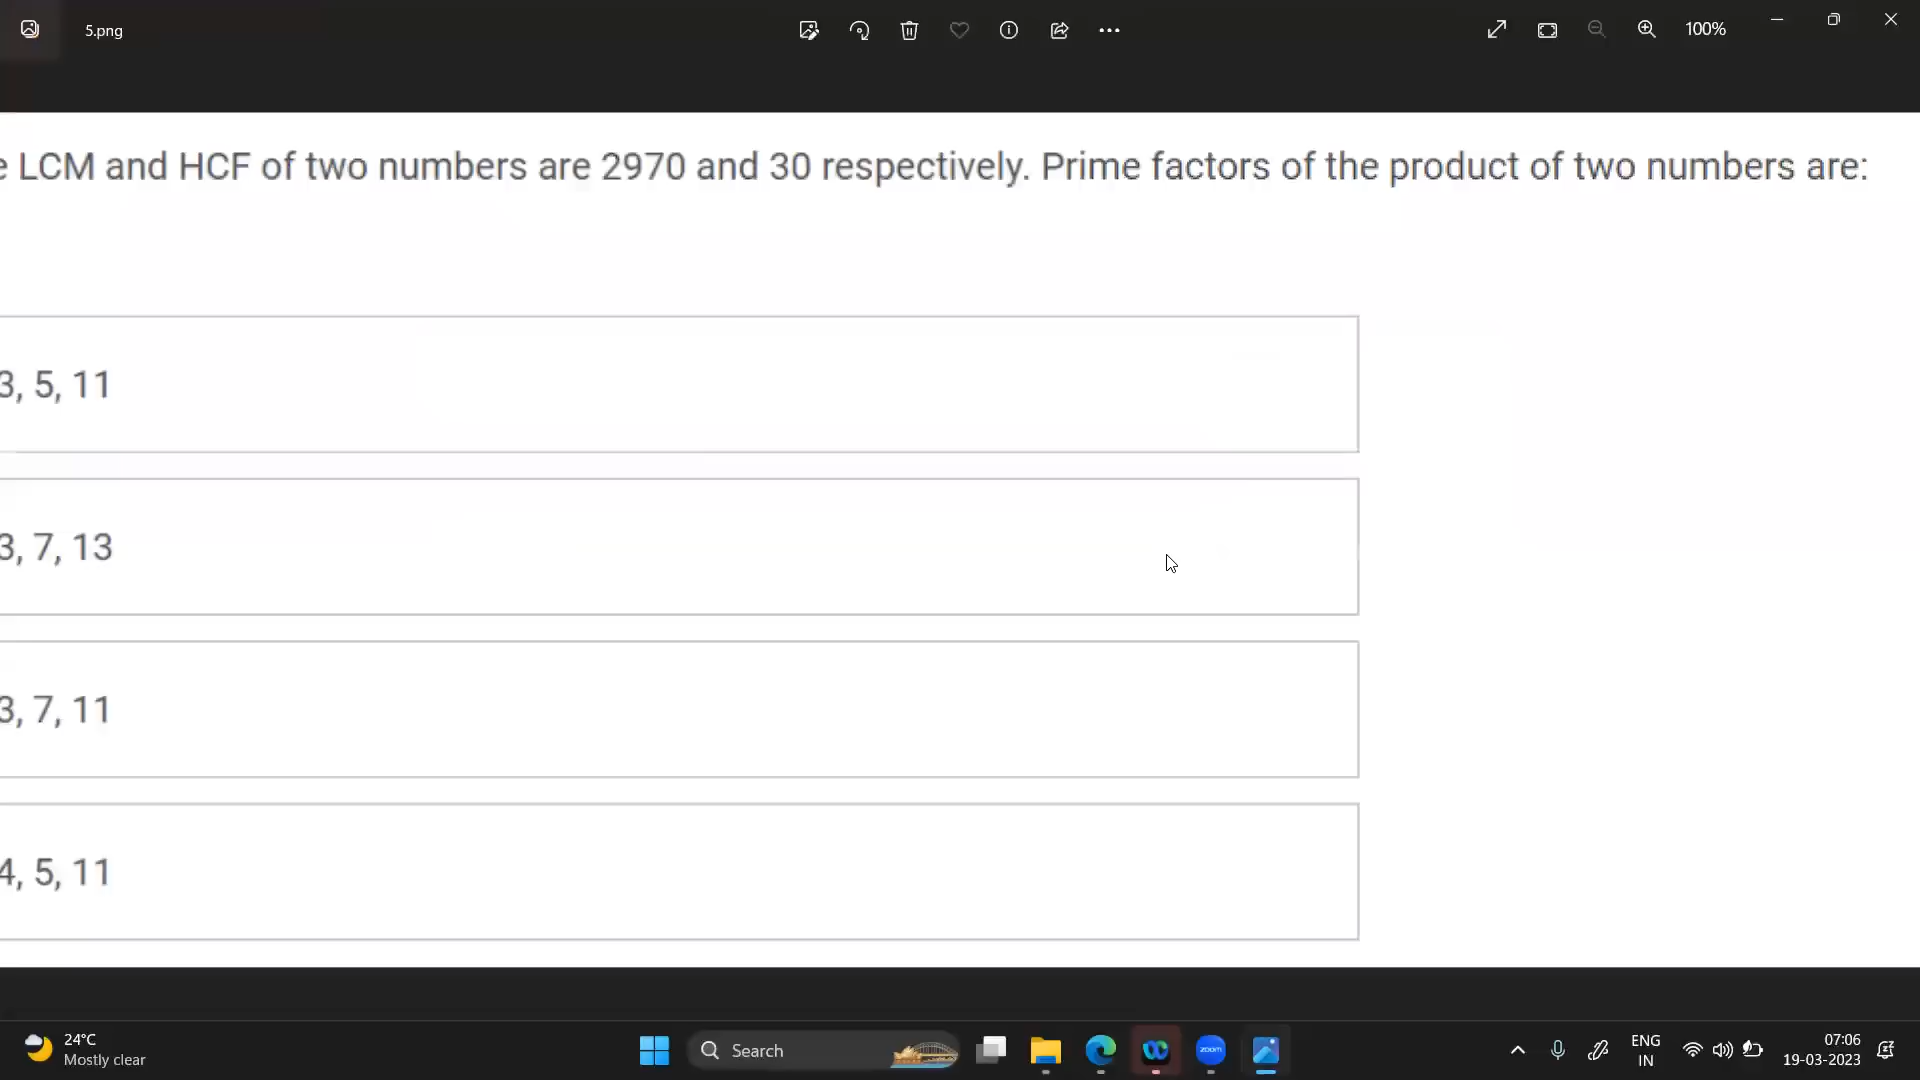 5.png
100%
e LCM and HCF of two numbers are 2970 and 30 respectively. Prime factors of the product of two numbers are:
3, 5, 11
3, 7, 13
3, 7, 11
4, 5, 11
24°C
Mostly clear
Search
zoom
ENG
IN
07:06
19-03-2023